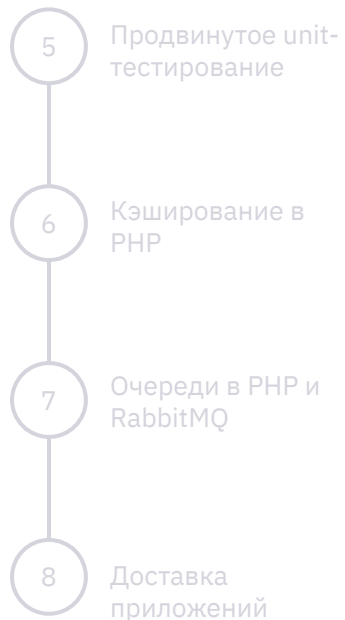 5
Продвинутое unit-
тестирование
6
Кэширование в
PHP
7
Очереди в PHP и
RabbitMQ
8
Доставка
приложений